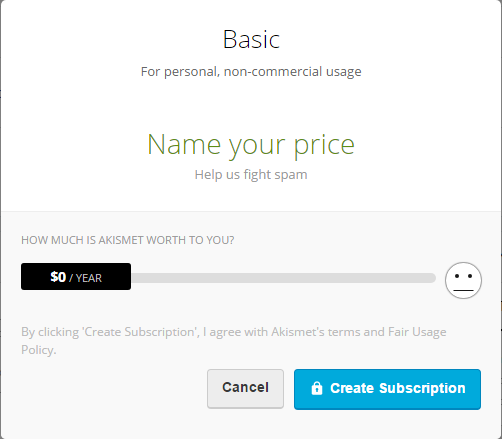 Basic
For personal, non-commercial usage
Name your price
Help us fight spam
HOW MUCH IS AKISMET WORTH TO YOU?
$0 / YEAR
By clicking 'Create Subscription', I agree with Akismet's terms and Fair Usage
Policy.
Cancel
Create Subscription